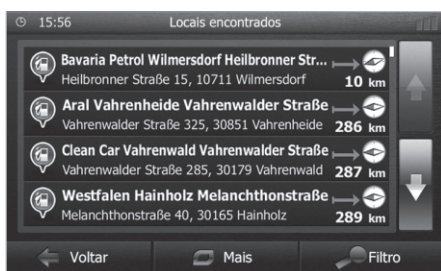 15:56 Locais encontrados
Bavaria Petrol Wilmersdorf Heilbronner Str...
Heilbronner Straße 15, 10711 Wilmersdorf 10 km
Aral Vahrenheide Vahrenwalder Straße
Vahrenwalder Straße 325, 30851 Vahrenheide 286 km
Clean Car Vahrenwald Vahrenwalder Straße
Vahrenwalder Straße 285, 30179 Vahrenwald 287 km
Westfalen Hainholz Melanchthonstraße
Melanchthonstraße 40, 30165 Hainholz 289 km
Voltar Mais Filtro